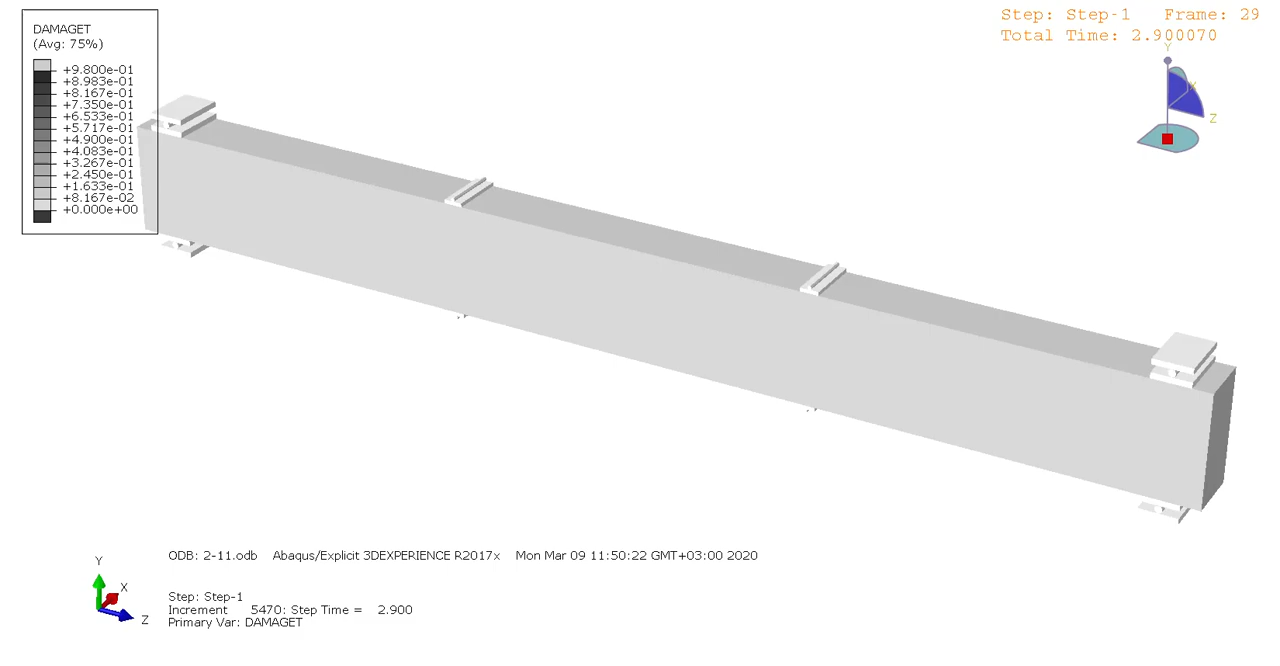 DAMAGET
(Avg: 75%)
+9.800e-01
+8.983e-01
+8.167e-01
+7.350e-01
+6.533e-01
+5.717e-01
+4.900e-01
+4.083e-01
+3.267e-01
+2.450e-01
+1.633e-01
+8.167e-02
+0.000e+00
Step: Step-1 Frame: 29
Total Time: 2.900070
Y
X
Z
ODB: 2-11.odb Abaqus/Explicit 3DEXPERIENCE R2017x Mon Mar 09 11:50:22 GMT+03:00 2020
Y
X
Z
Step: Step-1
Increment 5470: Step Time = 2.900
Primary Var: DAMAGET